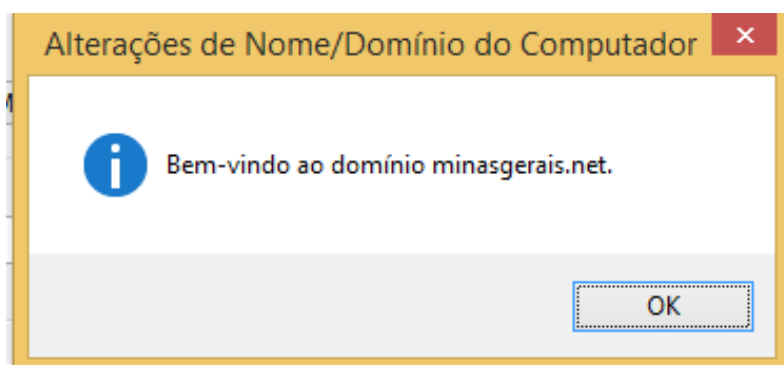 Alterações de Nome/Domínio do Computador
Bem-vindo ao domínio minasgerais.net.
OK